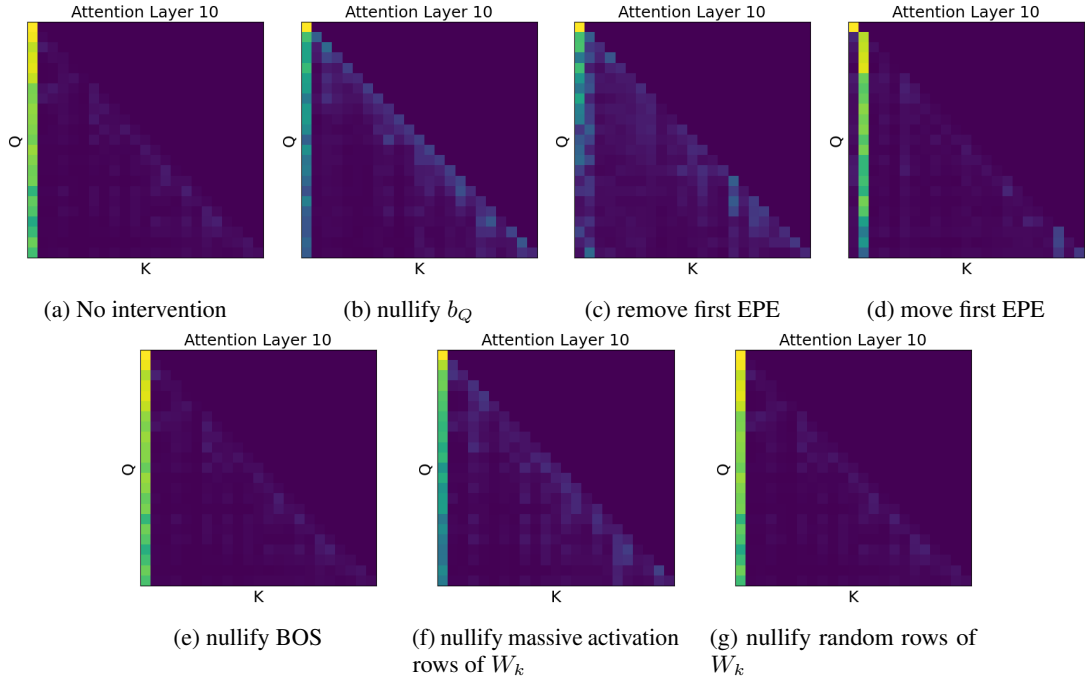 Attention Layer 10
Attention Layer 10
Attention Layer 10
Attention Layer 10
Q
Q
Q
Q
K
K
K
K
(a) No intervention
(b) nullify $b_Q$
(c) remove first EPE
(d) move first EPE
Attention Layer 10
Attention Layer 10
Attention Layer 10
Q
Q
Q
K
K
K
(e) nullify BOS
(f) nullify massive activation
rows of $W_k$
(g) nullify random rows of
$W_k$